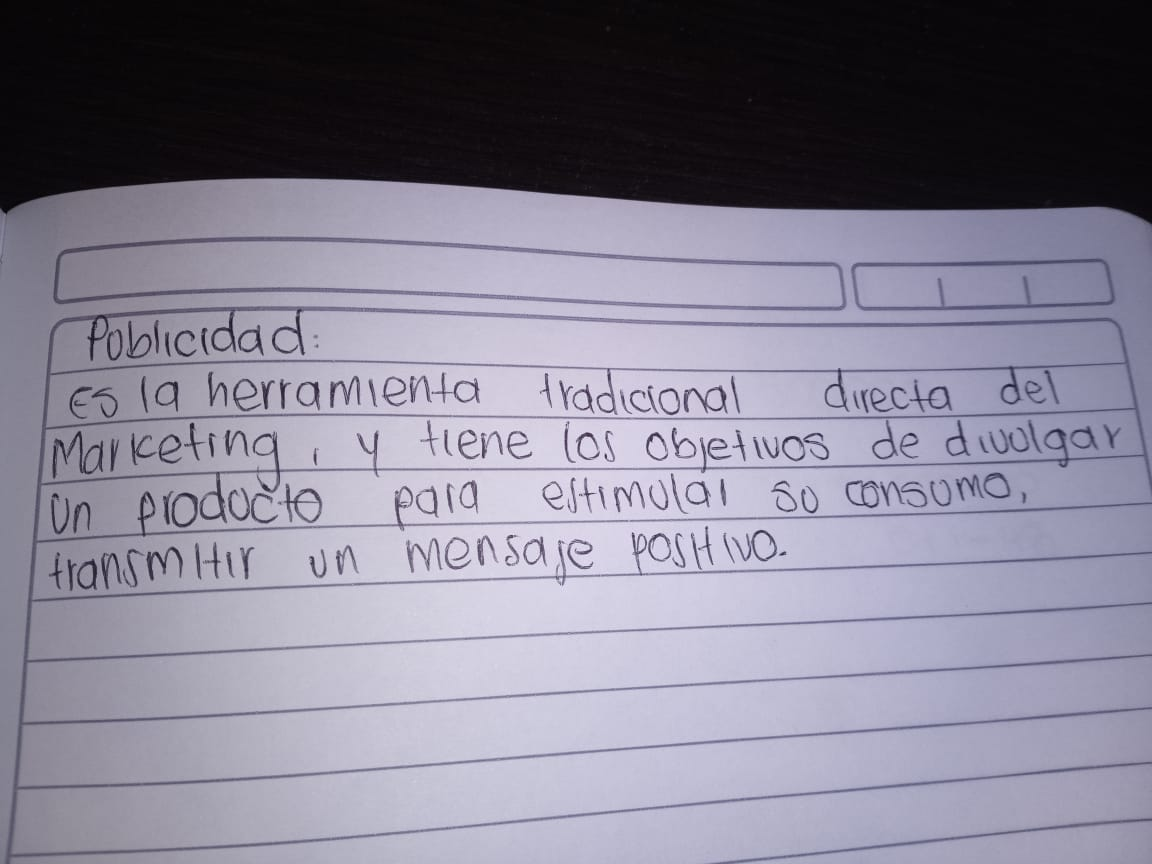 Publicidad:
Es la herramienta tradicional directa del
Marketing, y tiene los objetivos de divulgar
un producto para estimular su consumo,
transmitir un mensaje positivo.